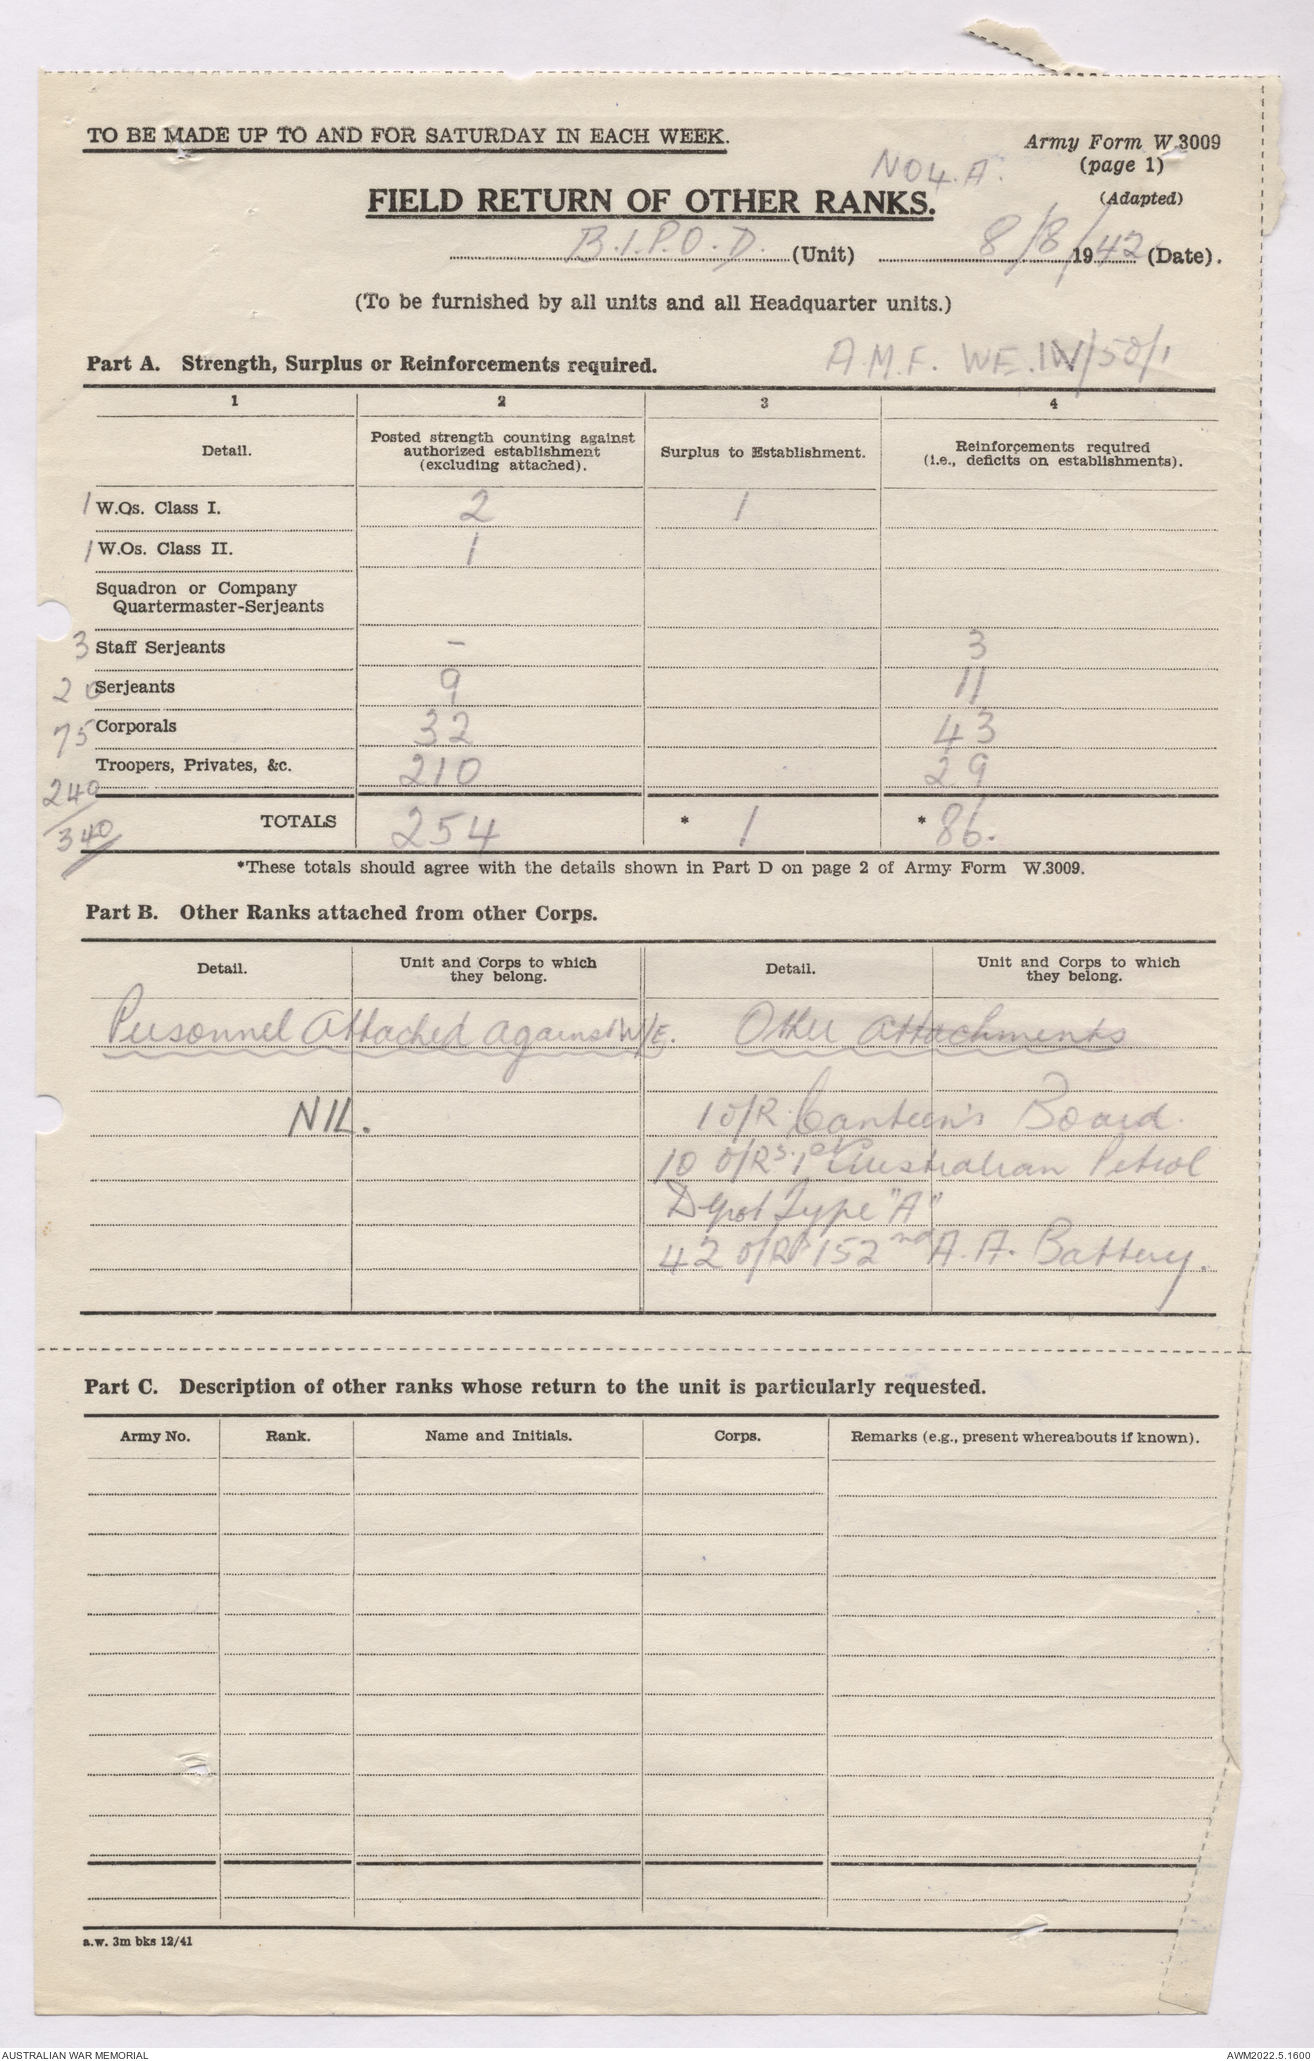 TO BE MADE UP TO AND FOR SATURDAY IN EACH WEEK.
Army Form W.3009
(page 1)
NO4.A.
FIELD RETURN OF OTHER RANKS.
(Adapted)
B.I.P.O.D. (Unit) 8/8/1942 (Date).
(To be furnished by all units and all Headquarter units.)
A.M.F. WE.IV/50/1
Part A. Strength, Surplus or Reinforcements required.
1 2 3 4
Detail. Posted strength counting against authorized establishment (excluding attached). Surplus to Establishment. Reinforcements required (i.e., deficits on establishments).
1 W.Os. Class I. 2 1
1 W.Os. Class II. 1
Squadron or Company
Quartermaster-Serjeants
3 Staff Serjeants – 3
20 Serjeants 9 11
75 Corporals 32 43
240 Troopers, Privates, &c. 210 29
340 TOTALS 254 * 1 * 86.
*These totals should agree with the details shown in Part D on page 2 of Army Form W.3009.
Part B. Other Ranks attached from other Corps.
Detail. Unit and Corps to which they belong. Detail. Unit and Corps to which they belong.
Personnel Attached against W/E. Other attachments
NIL. 1 O/R Canteen's Board.
10 O/Rs. 1st Australian Petrol
Depot Type "A"
42 O/Rs 152nd A.A. Battery.
Part C. Description of other ranks whose return to the unit is particularly requested.
Army No. Rank. Name and Initials. Corps. Remarks (e.g., present whereabouts if known).
a.w. 3m bks 12/41
AUSTRALIAN WAR MEMORIAL AWM2022.5.1600